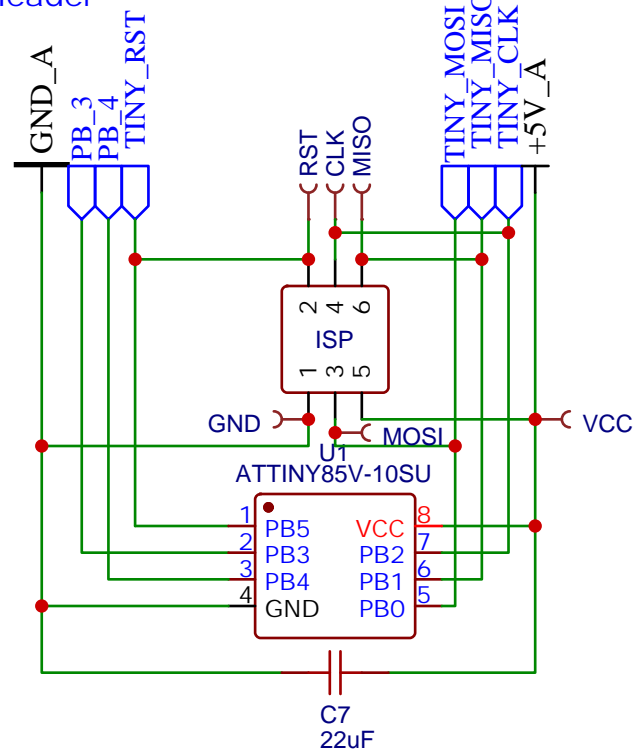 GND_A
PB_3
PB_4
TINY_RST
TINY_MOSI
TINY_MISO
TINY_CLK
+5V_A
RST
CLK
MISO
2 4 6
ISP
1 3 5
GND
MOSI
VCC
U1
ATTINY85V-10SU
1 PB5 VCC 8
2 PB3 PB2 7
3 PB4 PB1 6
4 GND PB0 5
C7
22uF